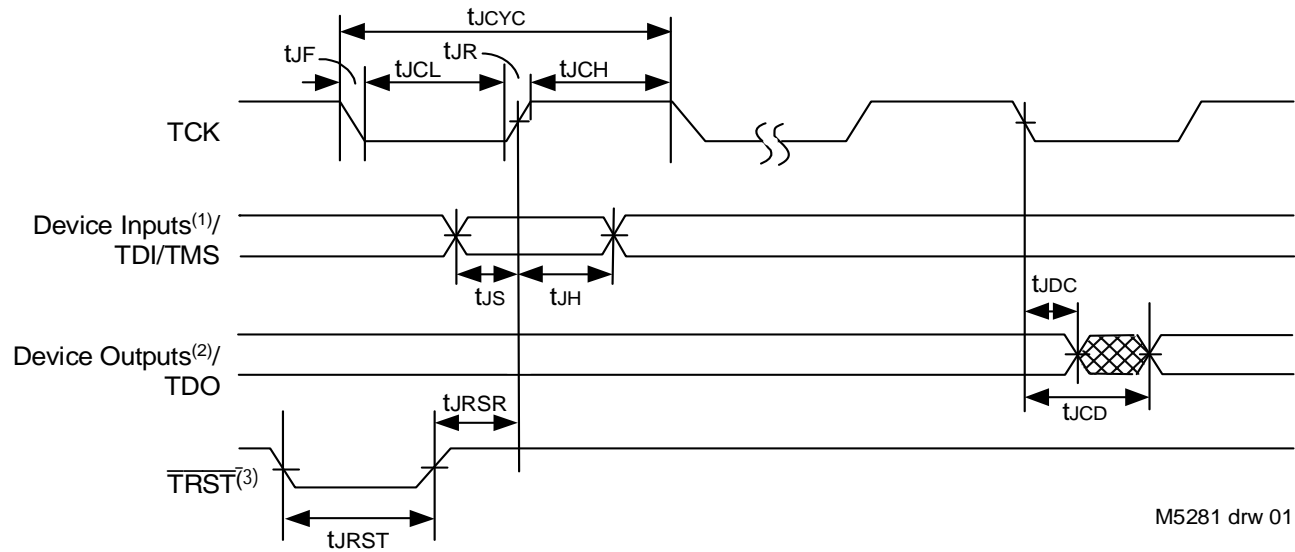 tJCYC
tJF
tJR
tJCL
tJCH
TCK
Device Inputs(1)/
TDI/TMS
tJS
tJH
tJDC
Device Outputs(2)/
TDO
tJRSR
tJCD
TRST(3)
tJRST
M5281 drw 01